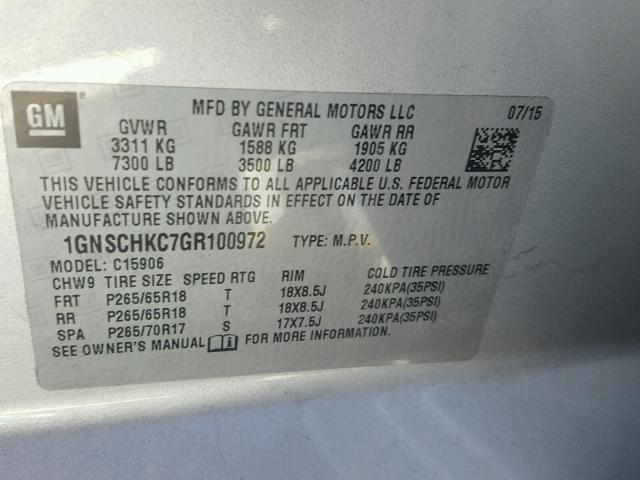 GM
MFD BY GENERAL MOTORS LLC 07/15
GVWR GAWR FRT GAWR RR
3311 KG 1588 KG 1905 KG
7300 LB 3500 LB 4200 LB
THIS VEHICLE CONFORMS TO ALL APPLICABLE U.S. FEDERAL MOTOR
VEHICLE SAFETY STANDARDS IN EFFECT ON THE DATE OF
MANUFACTURE SHOWN ABOVE.
1GNSCHKC7GR100972 TYPE: M.P.V.
MODEL: C15906
CHW9 TIRE SIZE SPEED RTG RIM COLD TIRE PRESSURE
FRT P265/65R18 T 18X8.5J 240KPA(35PSI)
RR P265/65R18 T 18X8.5J 240KPA(35PSI)
SPA P265/70R17 S 17X7.5J 240KPA(35PSI)
SEE OWNER'S MANUAL FOR MORE INFORMATION.